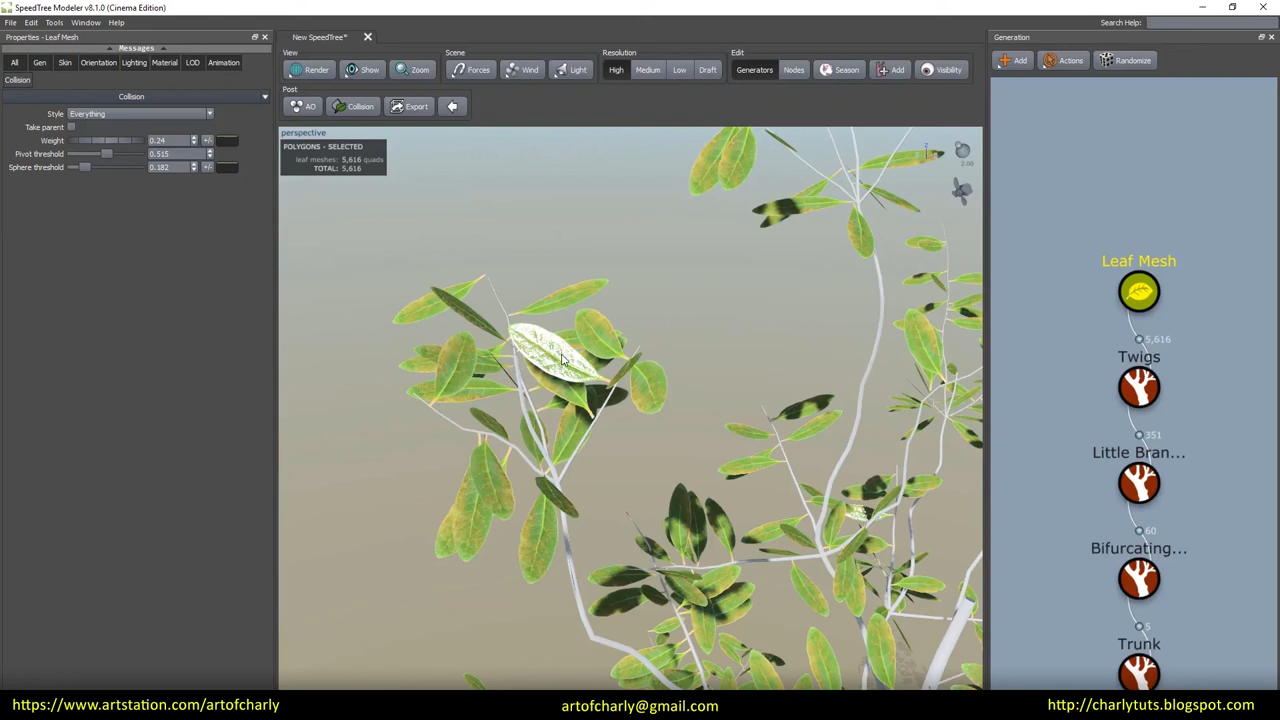 SpeedTree Modeler v8.1.0 (Cinema Edition)
File Edit Tools Window Help
Search Help:
Properties - Leaf Mesh
Messages
All Gen Skin Orientation Lighting Material LOD Animation
Collision
Collision
Style Everything
Take parent
Weight 0.24 +/-
Pivot threshold 0.515
Sphere threshold 0.182 +/-
New SpeedTree*
View Scene Resolution Edit
Render Show Zoom Forces Wind Light High Medium Low Draft Generators Nodes Season Add Visibility
Post
AO Collision Export
perspective
POLYGONS - SELECTED
leaf meshes: 5,616 quads
TOTAL: 5,616
z
2.00
Generation
Add Actions Randomize
Leaf Mesh
5,616
Twigs
351
Little Bran...
60
Bifurcating...
5
Trunk
https://www.artstation.com/artofcharly
artofcharly@gmail.com
http://charlytuts.blogspot.com